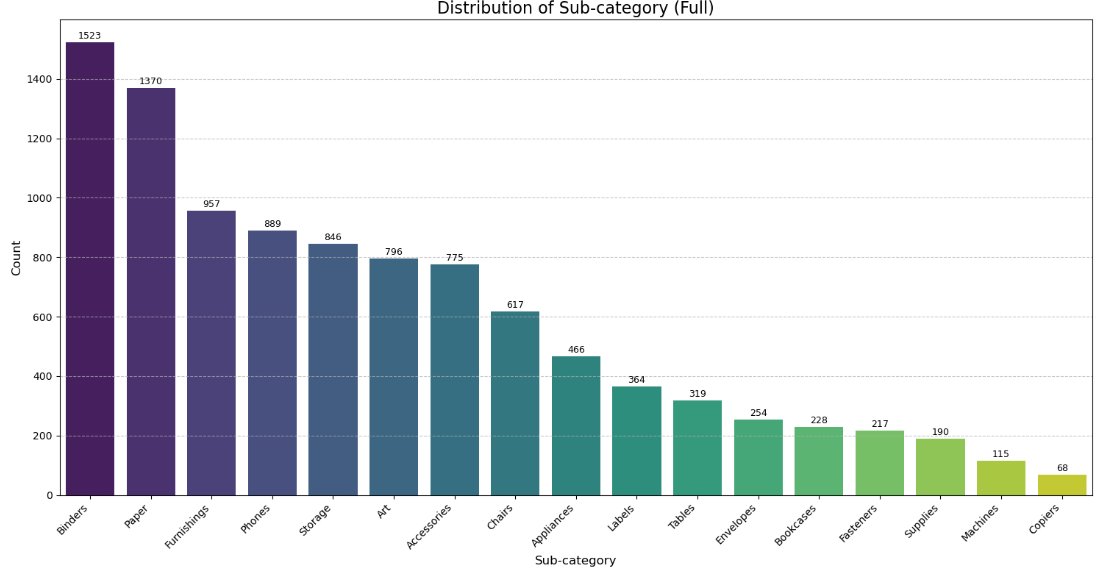 Distribution of Sub-category (Full)
Count
1400
1200
1000
800
600
400
200
0
1523
1370
957
889
846
796
775
617
466
364
319
254
228
217
190
115
68
Binders
Paper
Furnishings
Phones
Storage
Art
Accessories
Chairs
Appliances
Labels
Tables
Envelopes
Bookcases
Fasteners
Supplies
Machines
Copiers
Sub-category